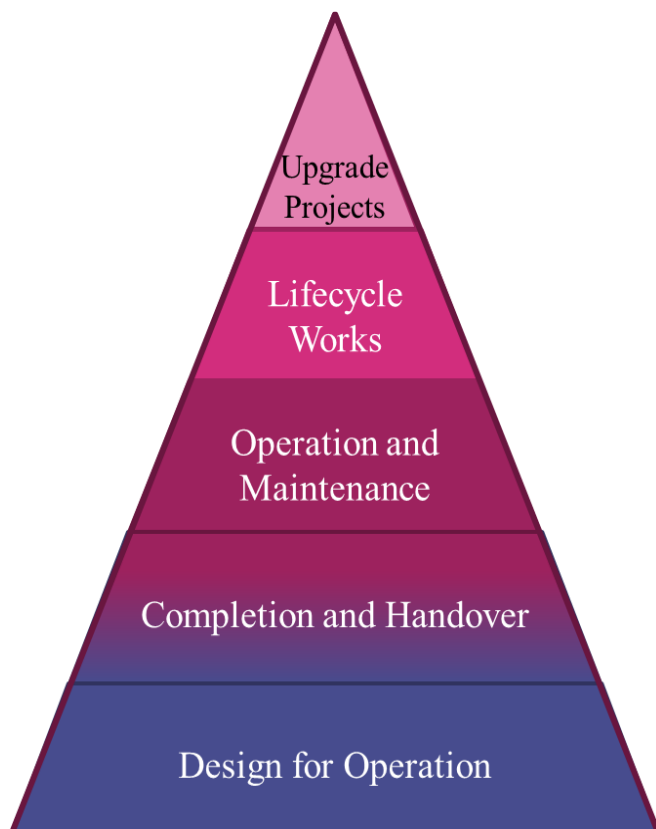 Upgrade
Projects
Lifecycle
Works
Operation and
Maintenance
Completion and Handover
Design for Operation